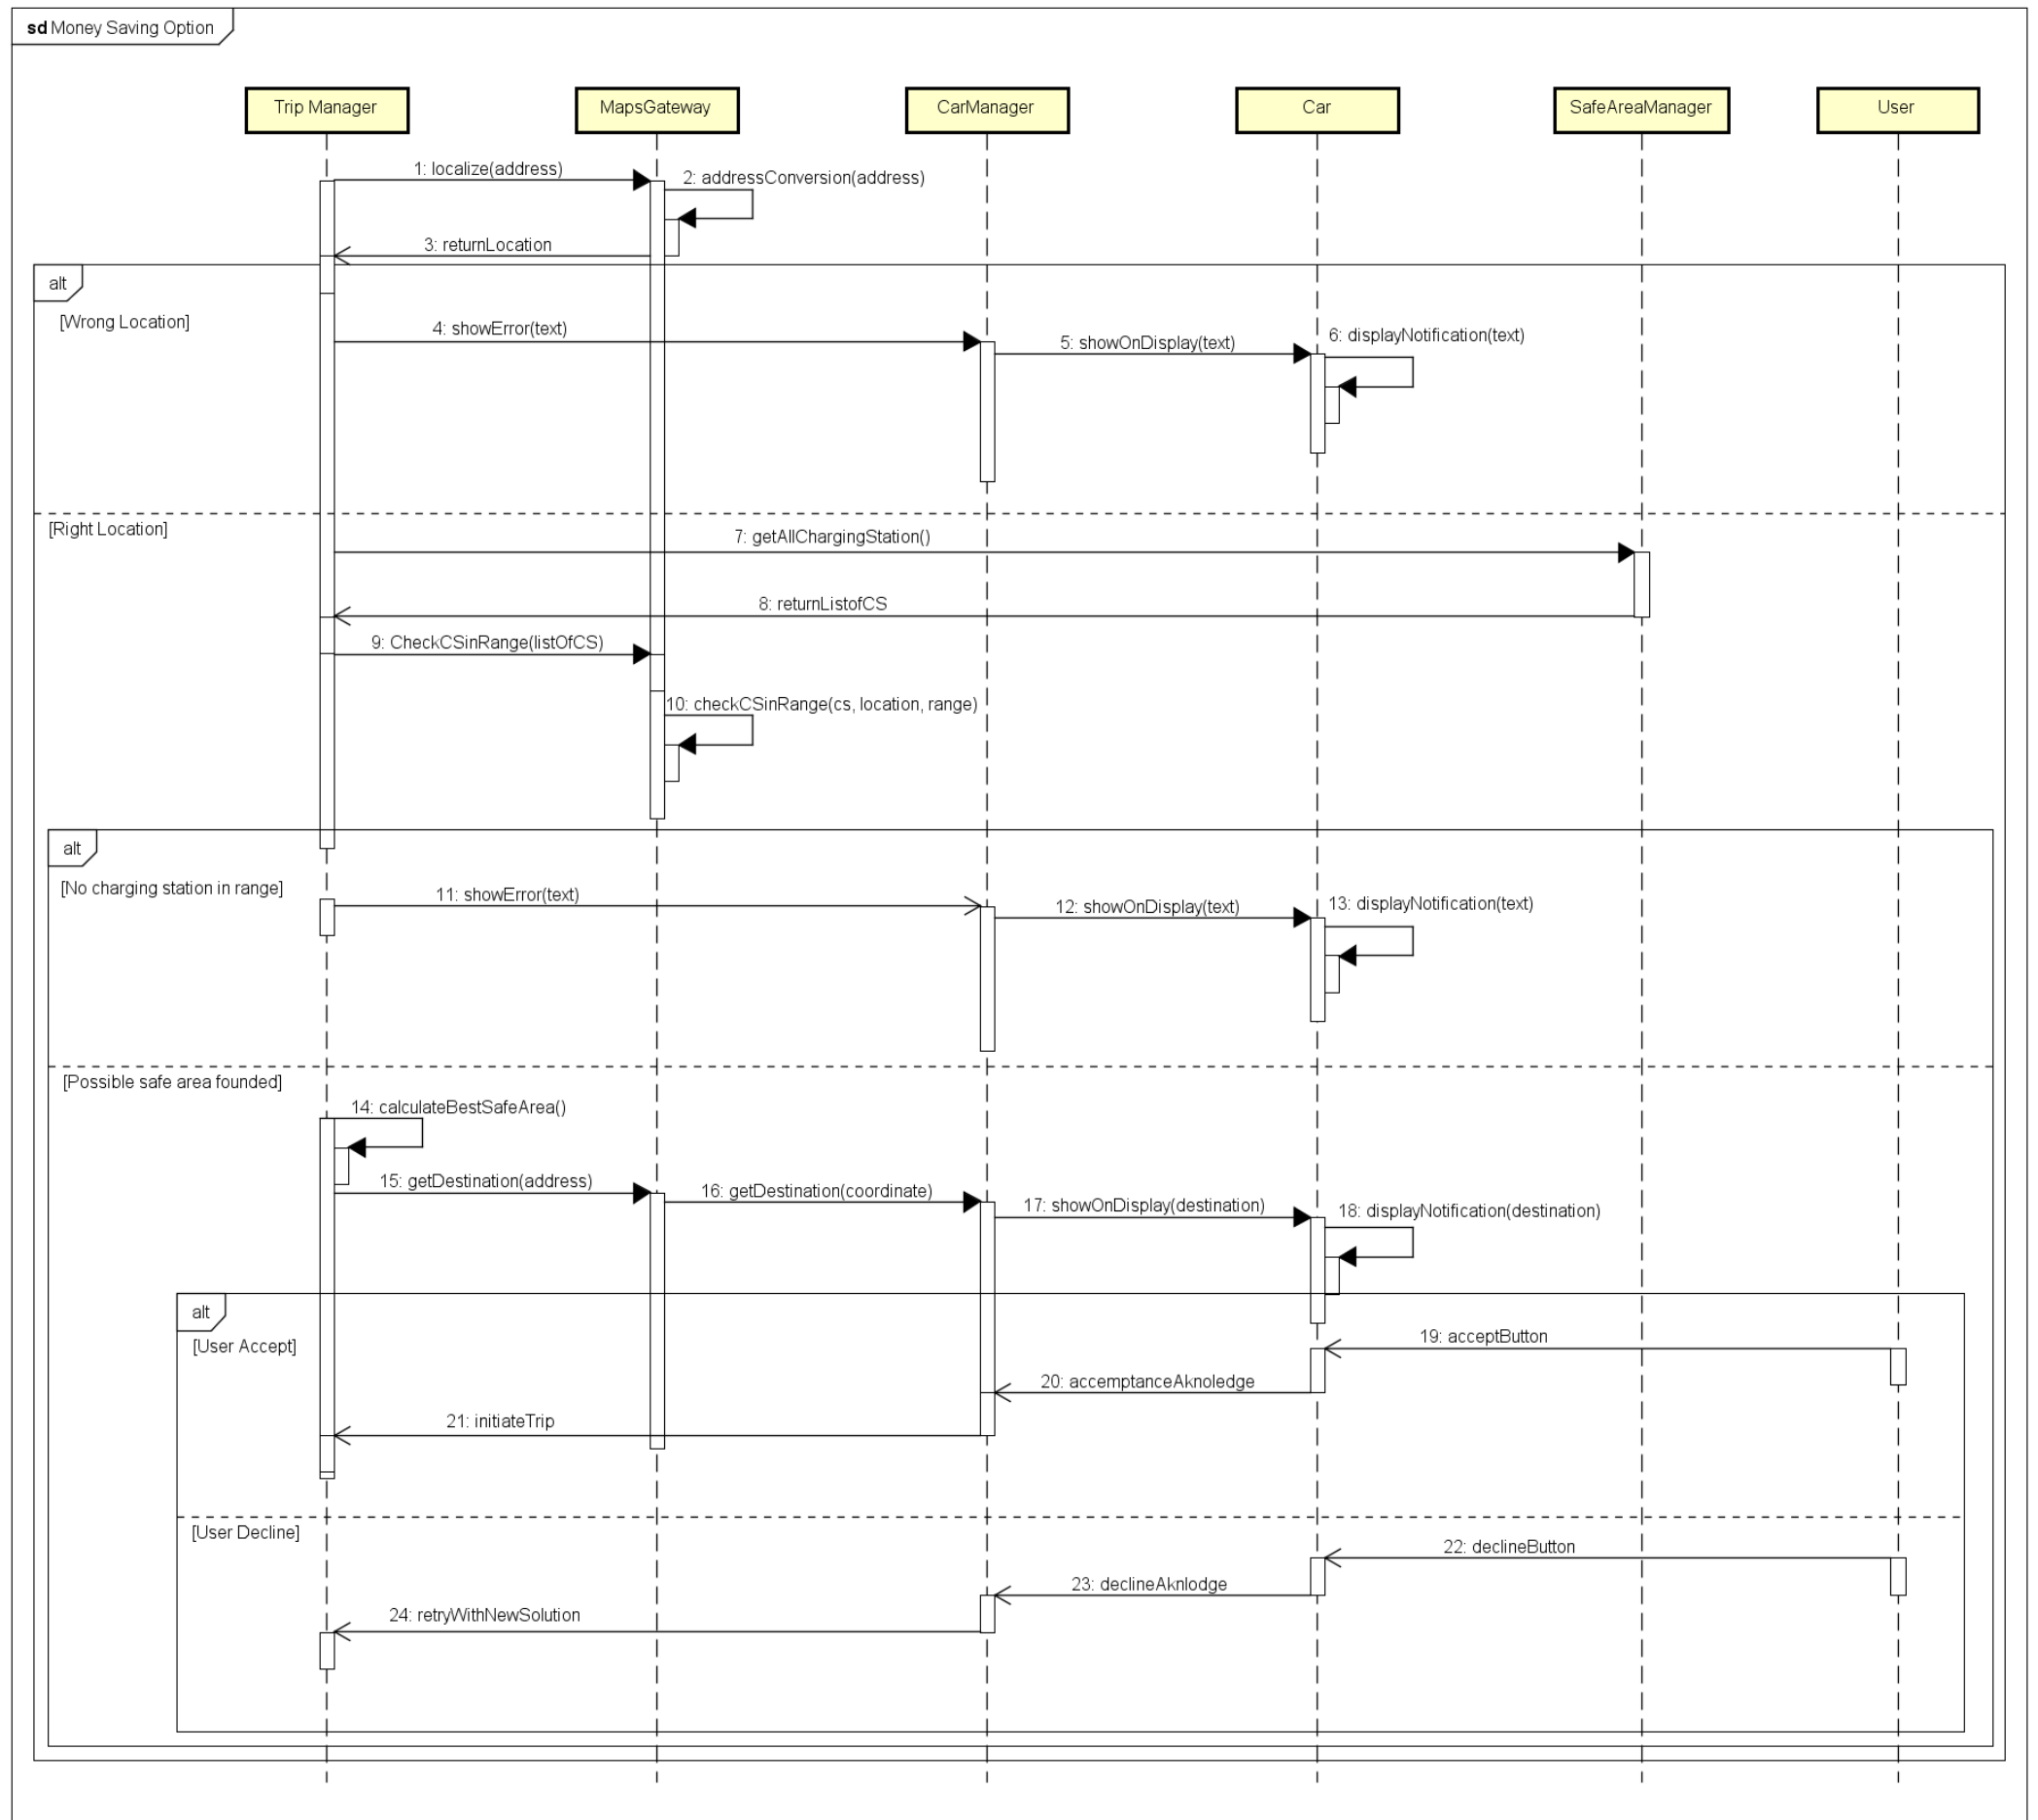 sd Money Saving Option
Trip Manager
MapsGateway
CarManager
Car
SafeAreaManager
User
1: localize(address)
2: addressConversion(address)
3: returnLocation
alt
[Wrong Location]
4: showError(text)
5: showOnDisplay(text)
6: displayNotification(text)
[Right Location]
7: getAllChargingStation()
8: returnListofCS
9: CheckCSinRange(listOfCS)
10: checkCSinRange(cs, location, range)
alt
[No charging station in range]
11: showError(text)
12: showOnDisplay(text)
13: displayNotification(text)
[Possible safe area founded]
14: calculateBestSafeArea()
15: getDestination(address)
16: getDestination(coordinate)
17: showOnDisplay(destination)
18: displayNotification(destination)
alt
[User Accept]
19: acceptButton
20: accemptanceAknoledge
21: initiateTrip
[User Decline]
22: declineButton
23: declineAknlodge
24: retryWithNewSolution